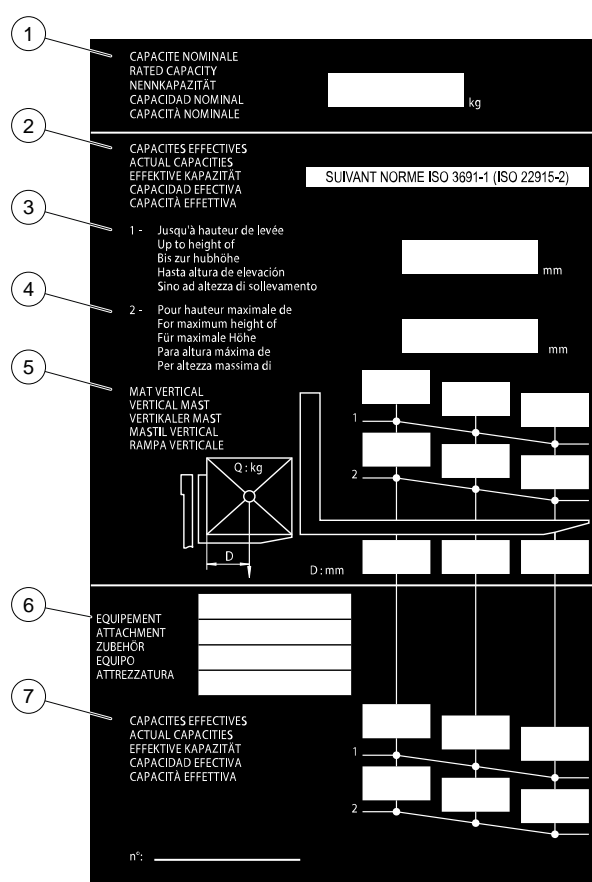 1
CAPACITE NOMINALE
RATED CAPACITY
NENNKAPAZITÄT
CAPACIDAD NOMINAL
CAPACITÀ NOMINALE
kg
2
CAPACITES EFFECTIVES
ACTUAL CAPACITIES
EFFEKTIVE KAPAZITÄT
CAPACIDAD EFECTIVA
CAPACITÀ EFFETTIVA
SUIVANT NORME ISO 3691-1 (ISO 22915-2)
3
1 - Jusqu'à hauteur de levée
Up to height of
Bis zur hubhöhe
Hasta altura de elevación
Sino ad altezza di sollevamento
mm
4
2 - Pour hauteur maximale de
For maximum height of
Für maximale Höhe
Para altura máxima de
Per altezza massima di
mm
5
MAT VERTICAL
VERTICAL MAST
VERTIKALER MAST
MASTIL VERTICAL
RAMPA VERTICALE
1
2
Q : kg
D
D : mm
6
EQUIPEMENT
ATTACHMENT
ZUBEHÖR
EQUIPO
ATTREZZATURA
7
CAPACITES EFFECTIVES
ACTUAL CAPACITIES
EFFEKTIVE KAPAZITÄT
CAPACIDAD EFECTIVA
CAPACITÀ EFFETTIVA
1
2
n°: